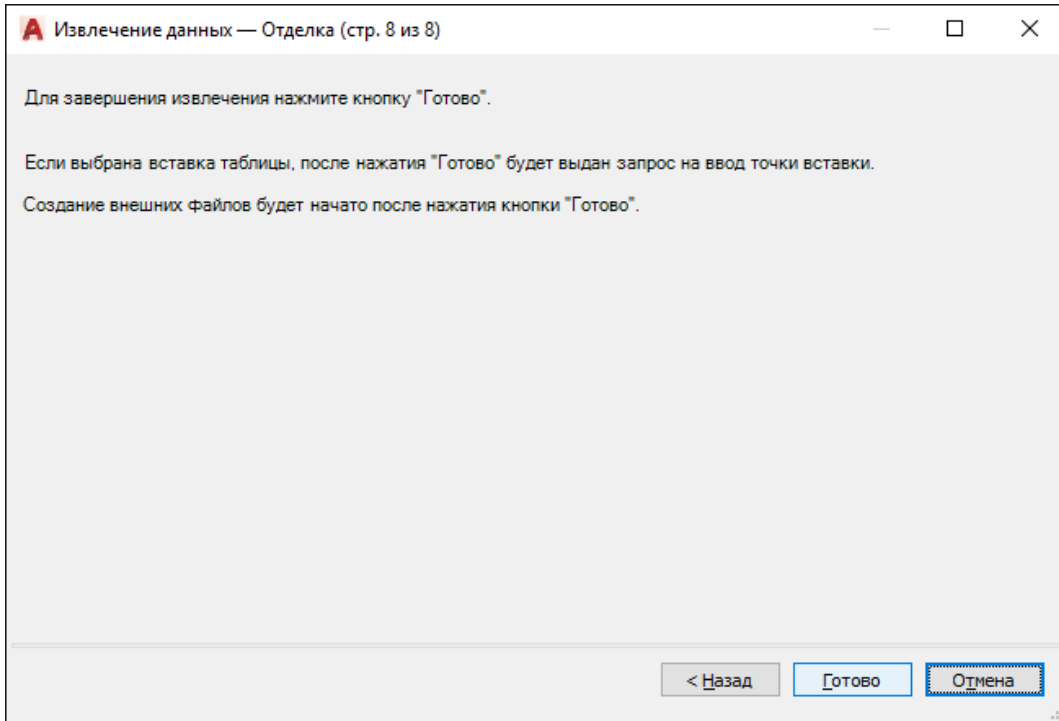 Извлечение данных — Отделка (стр. 8 из 8)
Для завершения извлечения нажмите кнопку "Готово".
Если выбрана вставка таблицы, после нажатия "Готово" будет выдан запрос на ввод точки вставки.
Создание внешних файлов будет начато после нажатия кнопки "Готово".
< Назад Готово Отмена